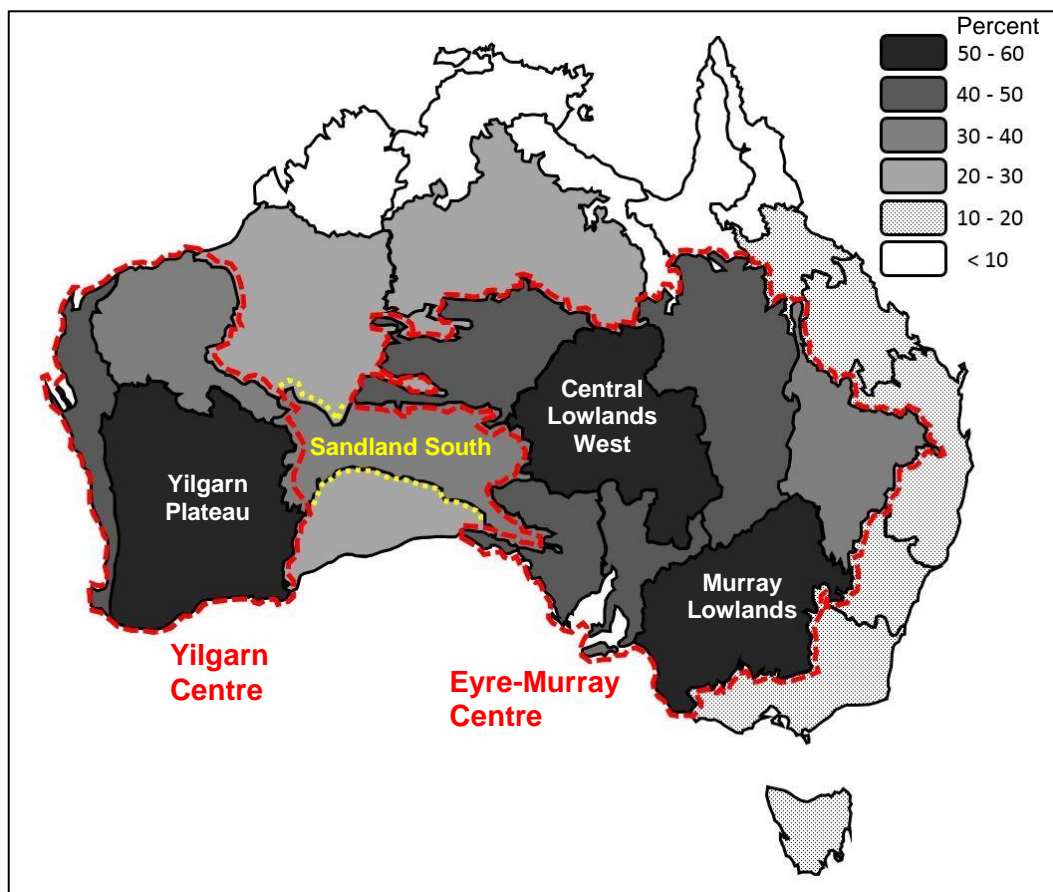 Percent
50 - 60
40 - 50
30 - 40
20 - 30
10 - 20
< 10
Central
Lowlands
West
Sandland South
Yilgarn
Plateau
Murray
Lowlands
Yilgarn
Centre
Eyre-Murray
Centre